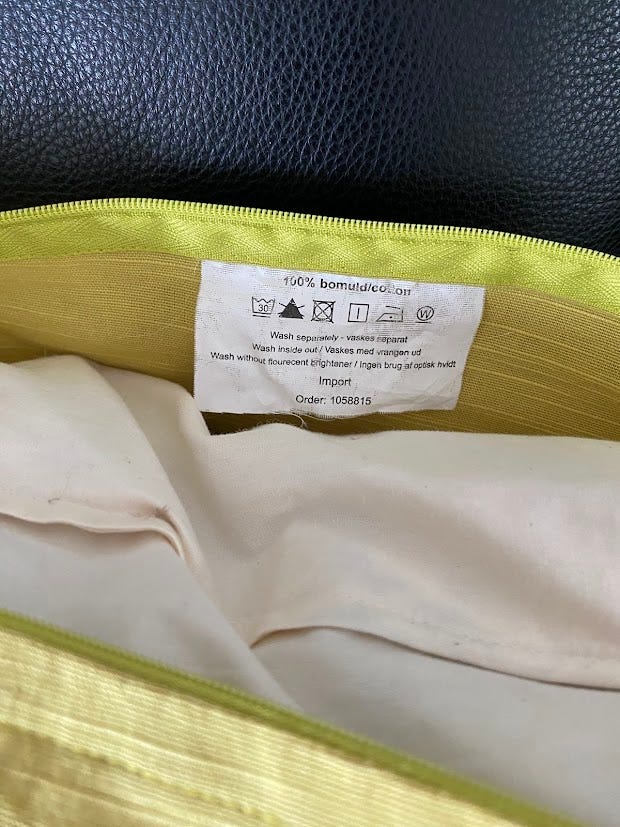 100% bomuld/cotton
30 I W
Wash separately - vaskes separat
Wash inside out / Vaskes med vrangen ud
Wash without flourecent brightener / Ingen brug af optisk hvidt
Import
Order: 1058815